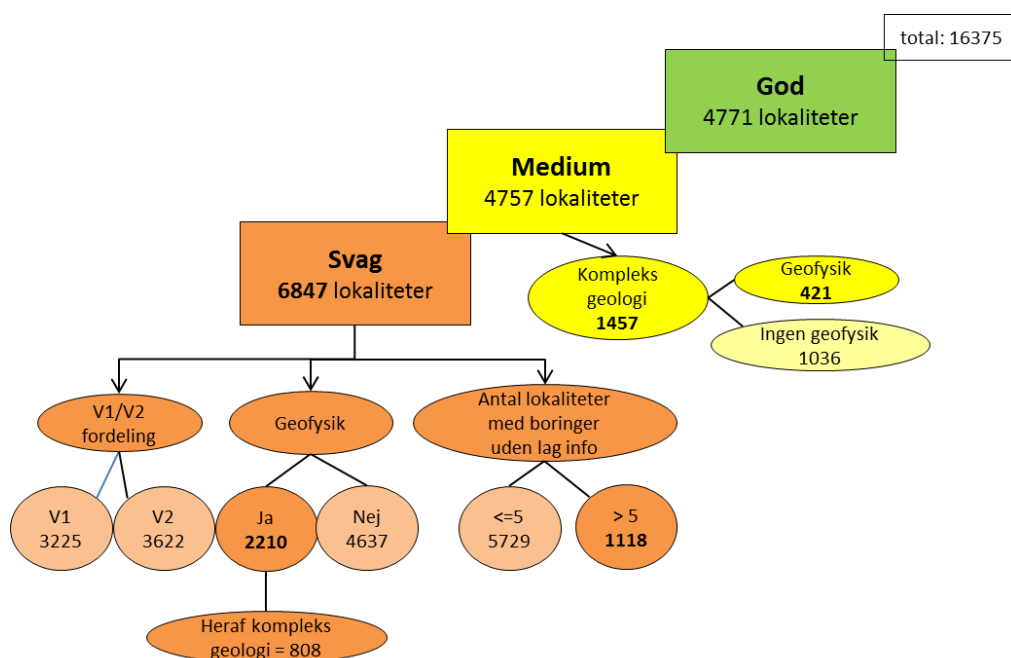 total: 16375
God
4771 lokaliteter
Medium
4757 lokaliteter
Svag
6847 lokaliteter
Kompleks
geologi
1457
Geofysik
421
Ingen geofysik
1036
V1/V2
fordeling
Geofysik
Antal lokaliteter
med boringer
uden lag info
V1
3225
V2
3622
Ja
2210
Nej
4637
<=5
5729
> 5
1118
Heraf kompleks
geologi = 808